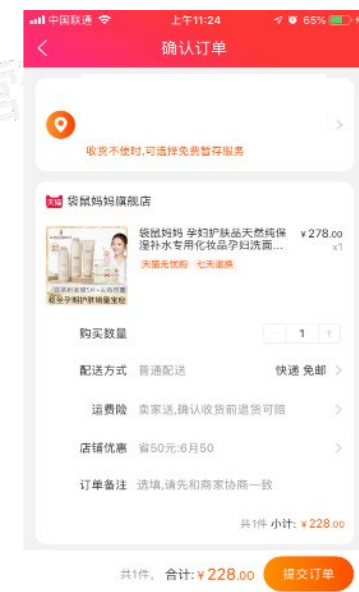 中国联通 上午11:24 65%
确认订单
收货不便时,可选择免费暂存服务
天猫 袋鼠妈妈旗舰店
袋鼠妈妈 孕妇护肤品天然纯保 ¥278.00
湿补水专用化妆品孕妇洗面... x1
天猫无忧购 七天退换
购买数量 - 1 +
配送方式 普通配送 快递 免邮
运费险 卖家送,确认收货前退货可赔
店铺优惠 省50元:6月50
订单备注 选填,请先和商家协商一致
共1件 小计: ¥228.00
共1件, 合计: ¥228.00 提交订单